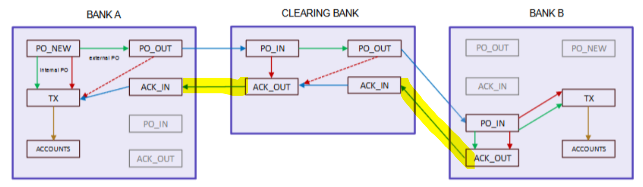 BANK A
CLEARING BANK
BANK B
PO_NEW
external PO
PO_OUT
internal PO
TX
ACK_IN
PO_IN
ACCOUNTS
ACK_OUT
PO_IN
PO_OUT
ACK_OUT
ACK_IN
PO_OUT
PO_NEW
ACK_IN
TX
PO_IN
ACK_OUT
ACCOUNTS